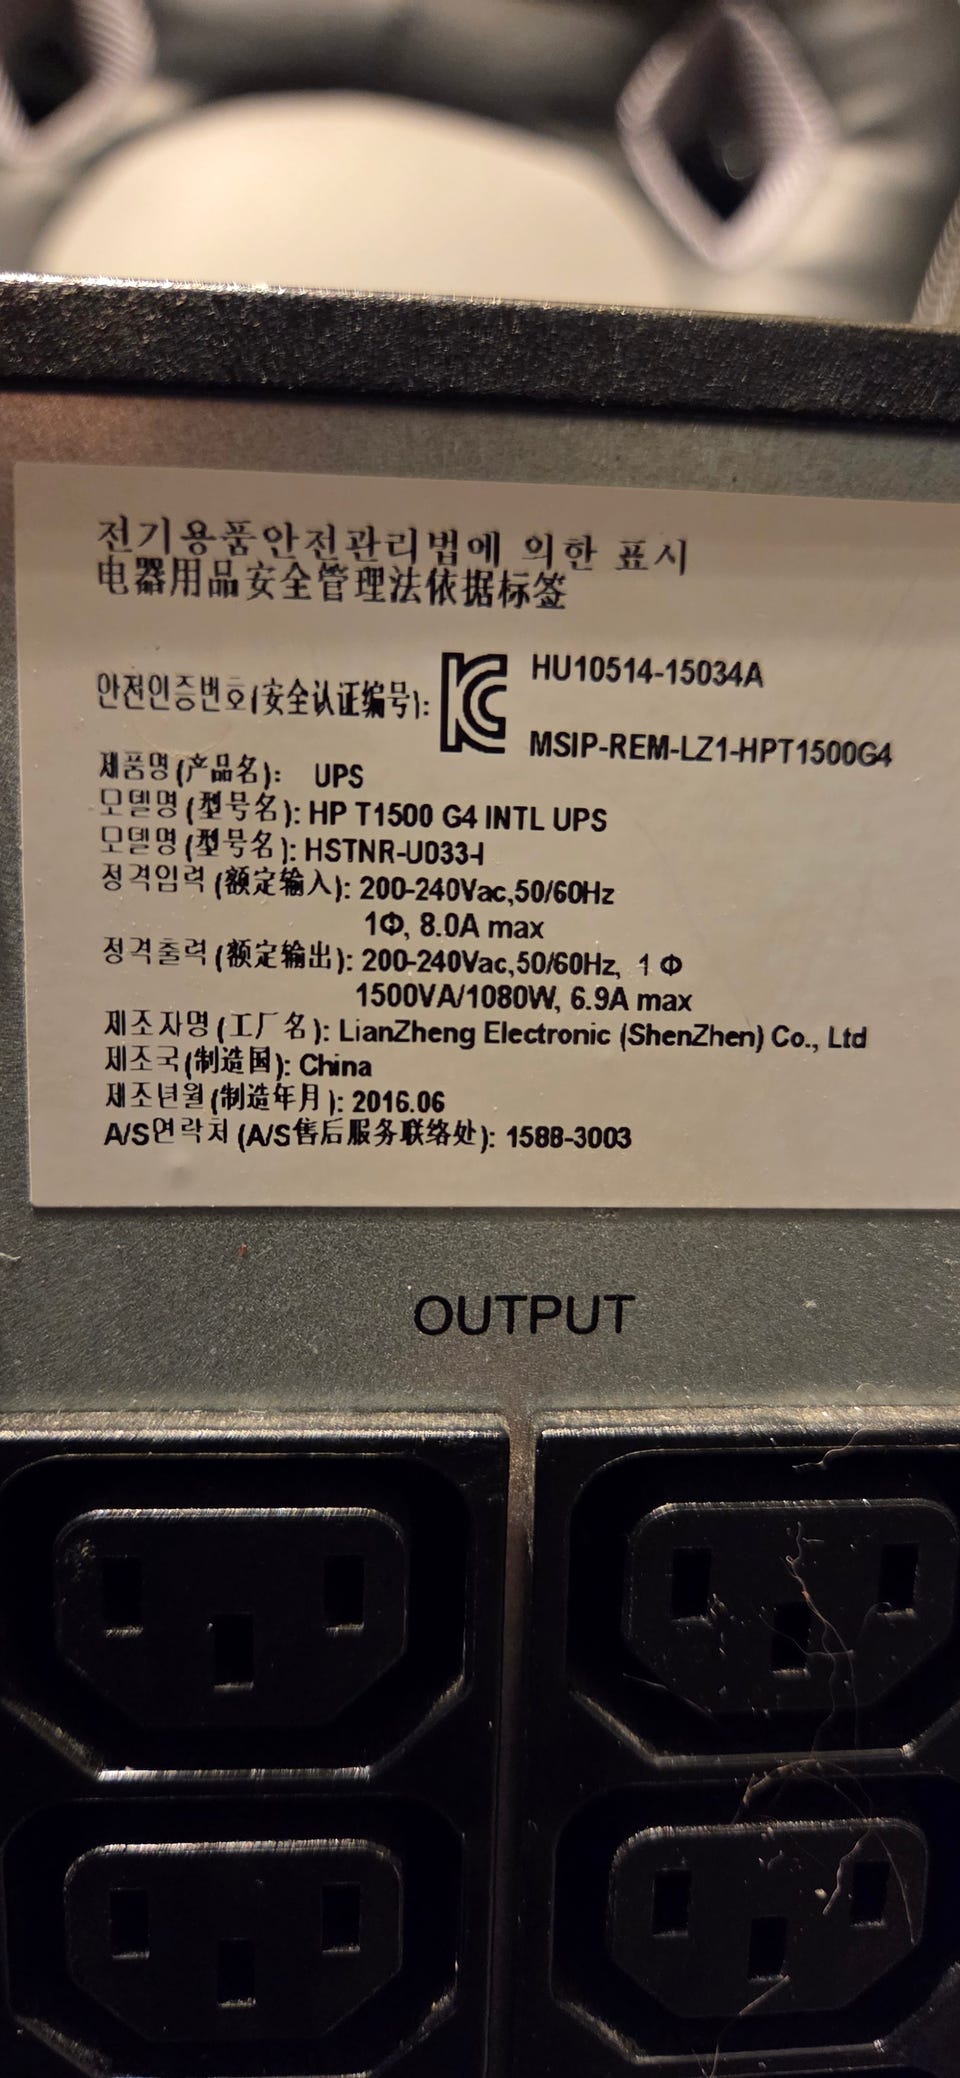 전기용품안전관리법에 의한 표시
电器用品安全管理法依据标签
안전인증번호(安全认证编号): HU10514-15034A
MSIP-REM-LZ1-HPT1500G4
제품명(产品名): UPS
모델명(型号名): HP T1500 G4 INTL UPS
모델명(型号名): HSTNR-U033-I
정격입력(额定输入): 200-240Vac,50/60Hz
1Φ, 8.0A max
정격출력(额定输出): 200-240Vac,50/60Hz, 1 Φ
1500VA/1080W, 6.9A max
제조자명(工厂名): LianZheng Electronic (ShenZhen) Co., Ltd
제조국(制造国): China
제조년월(制造年月): 2016.06
A/S연락처(A/S售后服务联络处): 1588-3003
OUTPUT